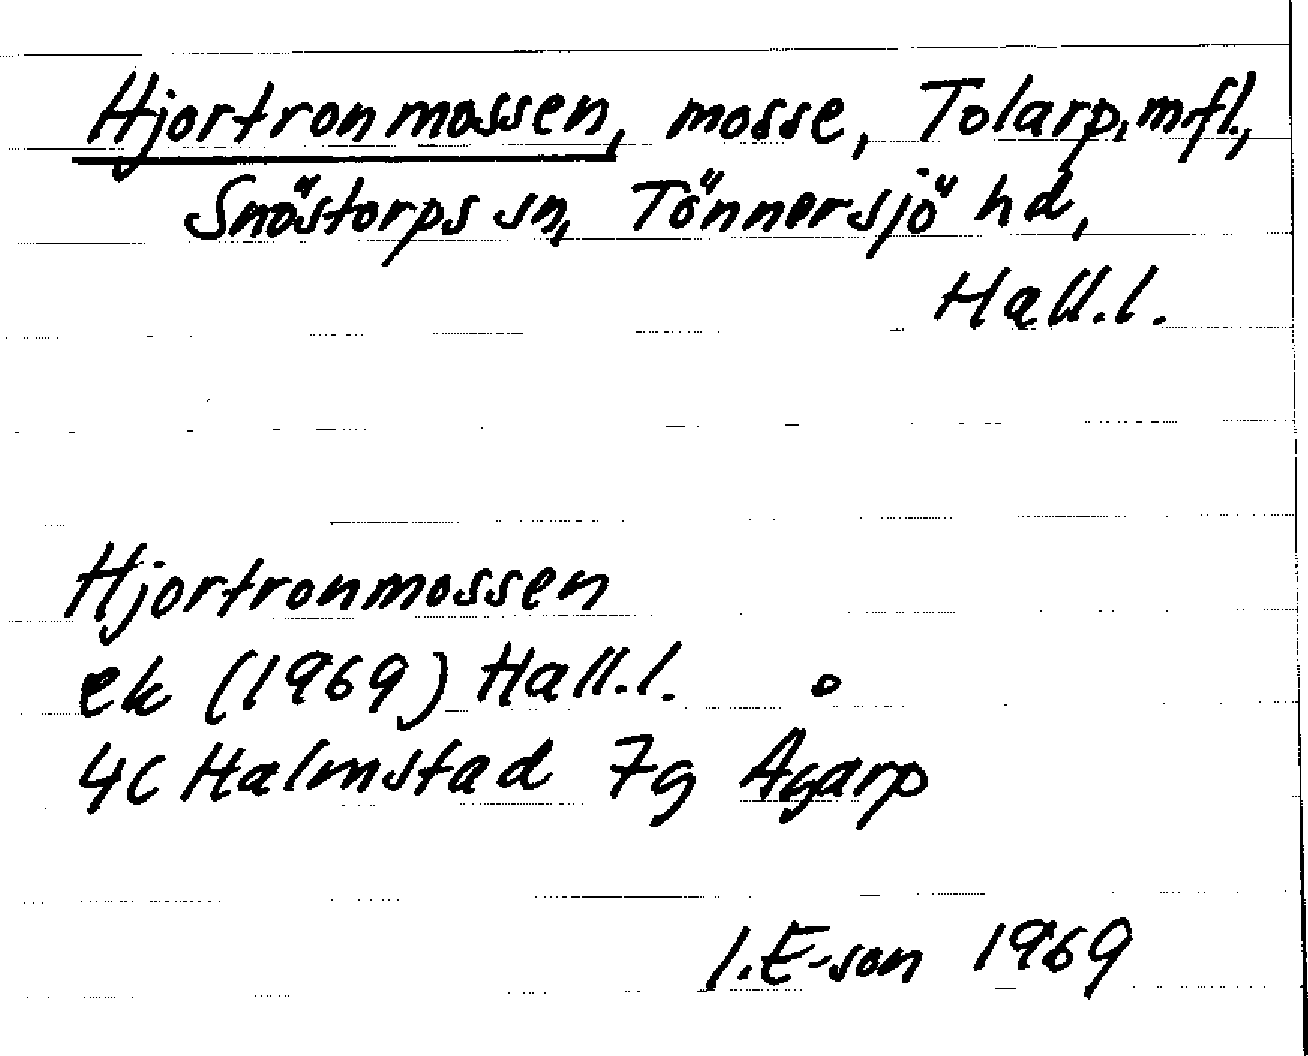 Hjortronmossen, mosse, Tolarp, mfl.,
Snöstorps sn, Tönnersjö hd,
Hall.l.
Hjortronmossen
ek (1969) Hall.l.
4C Halmstad 7g Ågarp
I.E-son 1969